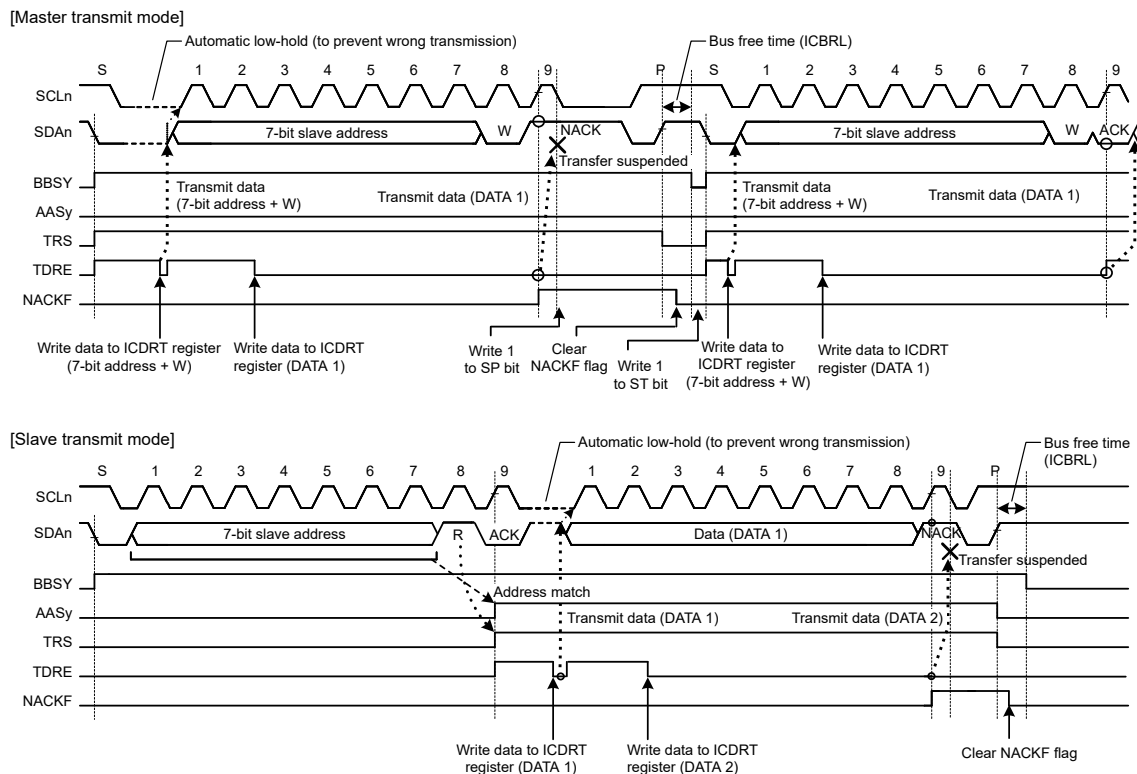 [Master transmit mode]
Automatic low-hold (to prevent wrong transmission)
Bus free time (ICBRL)
S 1 2 3 4 5 6 7 8 9 P S 1 2 3 4 5 6 7 8 9
SCLn
SDAn
7-bit slave address
W
NACK
7-bit slave address
W
ACK
Transfer suspended
BBSY
Transmit data
(7-bit address + W)
Transmit data (DATA 1)
Transmit data
(7-bit address + W)
Transmit data (DATA 1)
AASy
TRS
TDRE
NACKF
Write data to ICDRT register
(7-bit address + W)
Write data to ICDRT
register (DATA 1)
Write 1
to SP bit
Clear
NACKF flag
Write 1
to ST bit
Write data to
ICDRT register
(7-bit address + W)
Write data to ICDRT
register (DATA 1)
[Slave transmit mode]
Automatic low-hold (to prevent wrong transmission)
Bus free time
(ICBRL)
S 1 2 3 4 5 6 7 8 9 1 2 3 4 5 6 7 8 9 P
SCLn
SDAn
7-bit slave address
R
ACK
Data (DATA 1)
NACK
Transfer suspended
BBSY
Address match
AASy
Transmit data (DATA 1)
Transmit data (DATA 2)
TRS
TDRE
NACKF
Write data to ICDRT
register (DATA 1)
Write data to ICDRT
register (DATA 2)
Clear NACKF flag